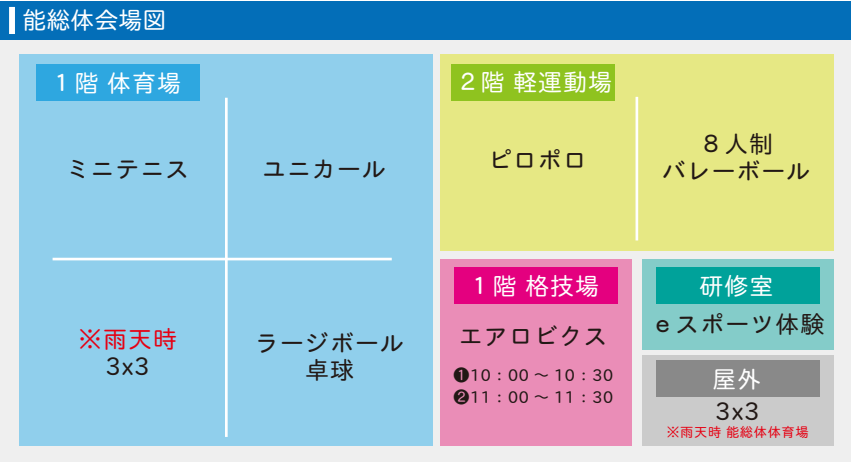 能総体会場図
1階 体育場
ミニテニス
ユニカール
※雨天時
3x3
ラージボール
卓球
2階 軽運動場
ピロポロ
8人制
バレーボール
1階 格技場
エアロビクス
❶10：00～10：30
❷11：00～11：30
研修室
eスポーツ体験
屋外
3x3
※雨天時 能総体体育場